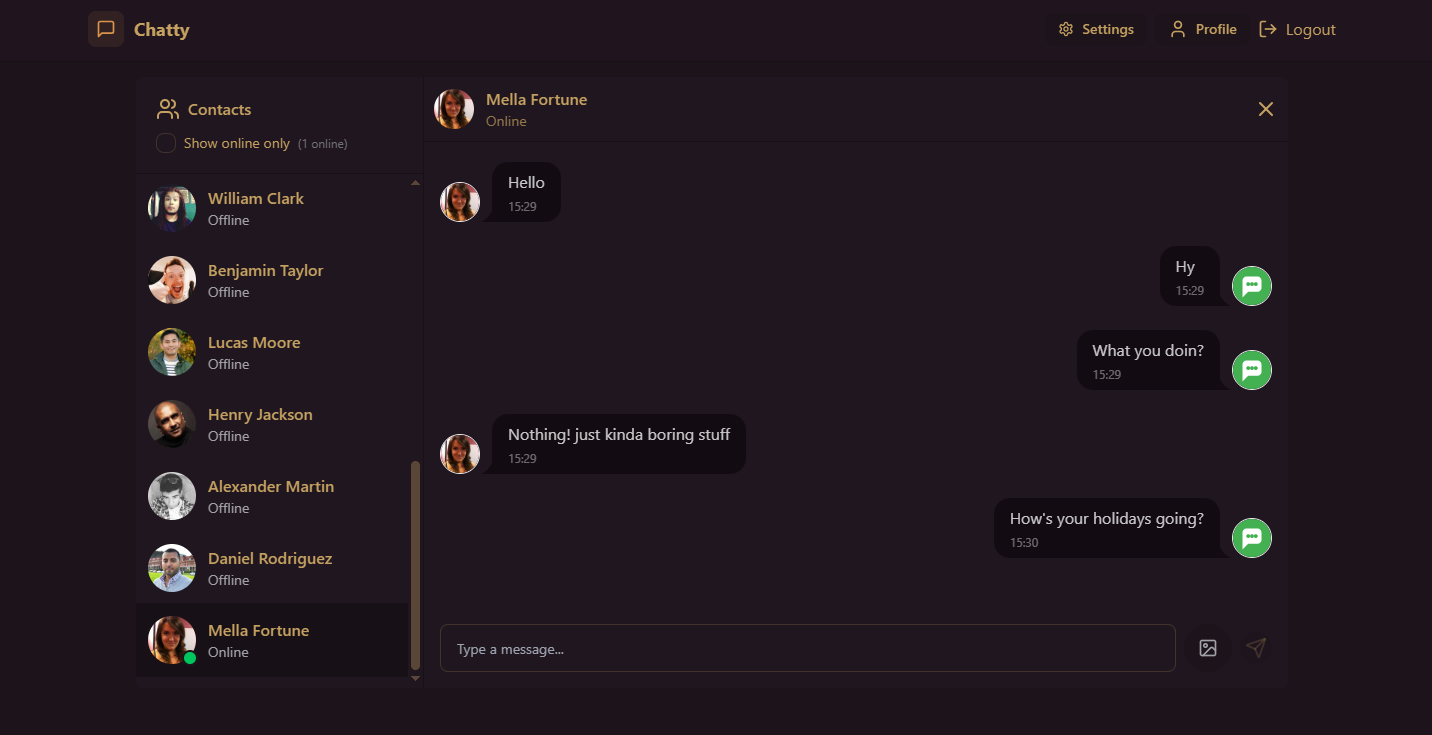 Chatty
Settings
Profile
Logout
Contacts
Show online only (1 online)
William Clark
Offline
Benjamin Taylor
Offline
Lucas Moore
Offline
Henry Jackson
Offline
Alexander Martin
Offline
Daniel Rodriguez
Offline
Mella Fortune
Online
Mella Fortune
Online
Hello
15:29
Hy
15:29
What you doin?
15:29
Nothing! just kinda boring stuff
15:29
How's your holidays going?
15:30
Type a message...